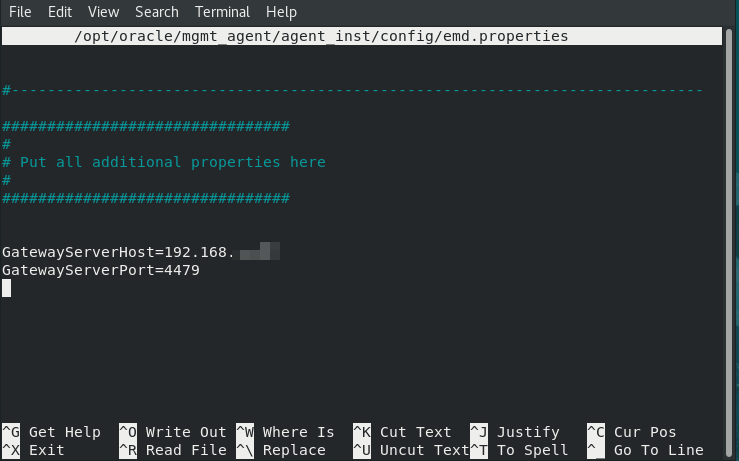 File Edit View Search Terminal Help
/opt/oracle/mgmt_agent/agent_inst/config/emd.properties
#-----------------------------------------------------------------------------
################################
#
# Put all additional properties here
#
################################
GatewayServerHost=192.168.
GatewayServerPort=4479
^G Get Help ^O Write Out ^W Where Is ^K Cut Text ^J Justify ^C Cur Pos
^X Exit ^R Read File ^\ Replace ^U Uncut Text ^T To Spell ^_ Go To Line